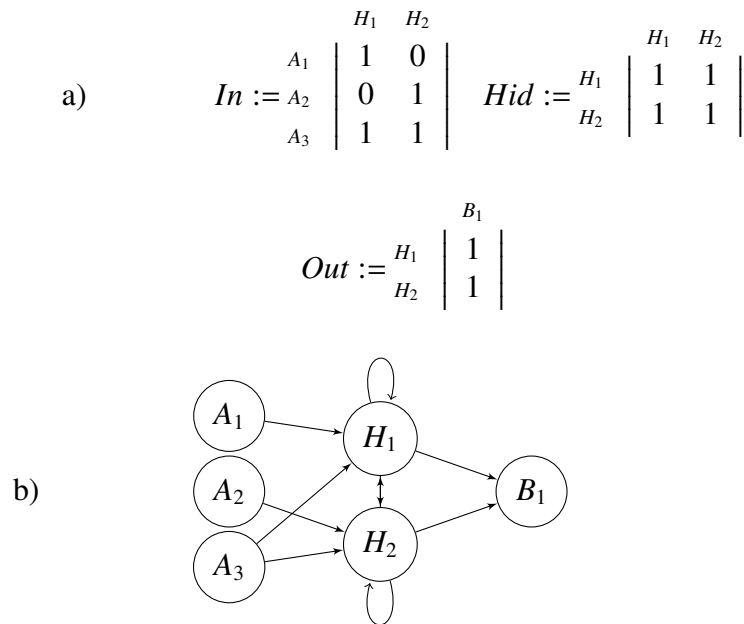 a)
H₁ H₂
A₁ 1 0
In := A₂ 0 1
A₃ 1 1
H₁ H₂
Hid := H₁ 1 1
H₂ 1 1
B₁
Out := H₁ 1
H₂ 1
b)
A₁
A₂
A₃
H₁
H₂
B₁